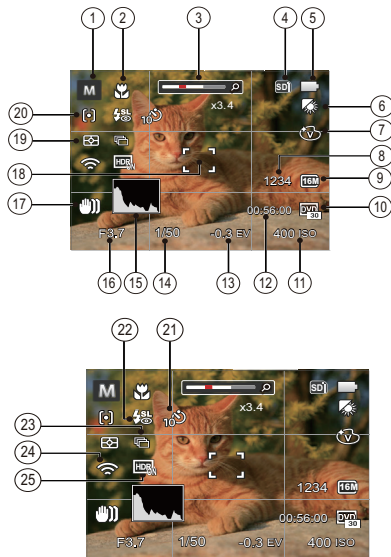 1 2 3 4 5
M SL SD
x3.4
10
20 6
19 7
HDR 8
18 1234 16M 9
17 00:56:00 DVD 10
30
F3.7 1/50 -0.3 EV 400 ISO
16 15 14 13 12 11
22 21
M SL SD
23 x3.4
10
V
24 HDR
25 1234 16M
00:56:00 DVD
30
F3.7 1/50 -0.3 EV 400 ISO